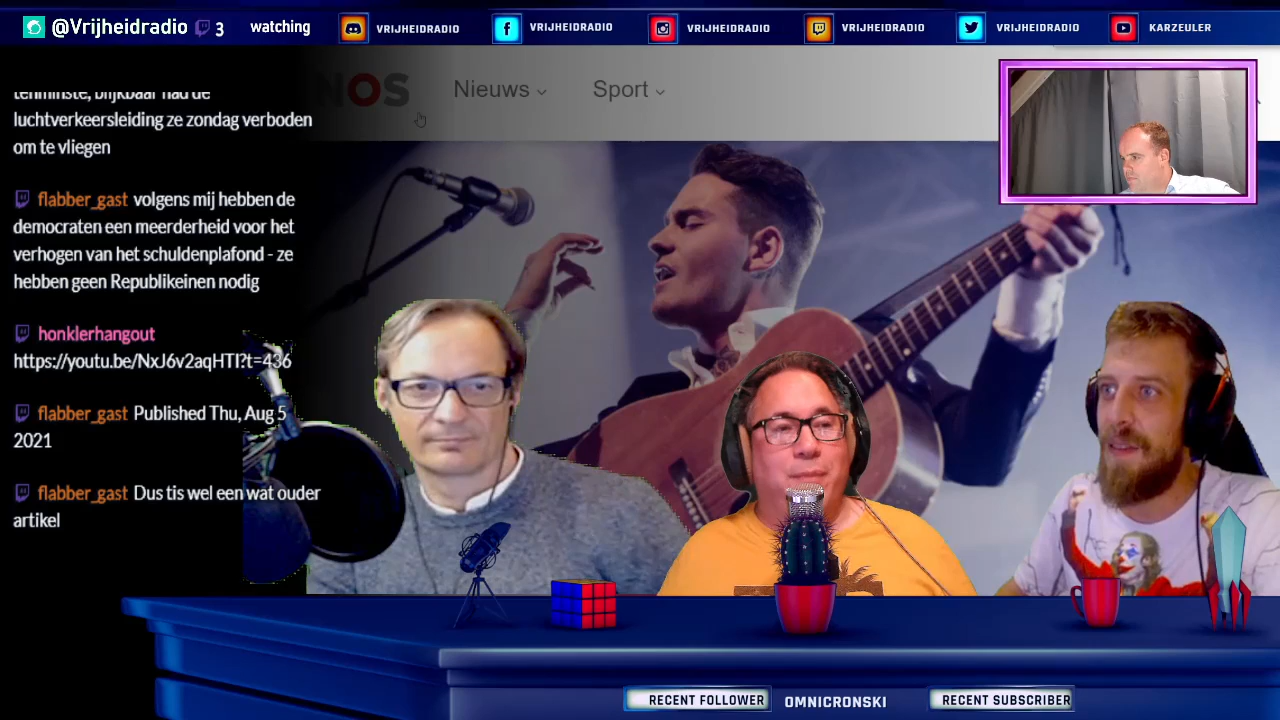 @Vrijheidradio 3 watching
VRIJHEIDRADIO
VRIJHEIDRADIO
VRIJHEIDRADIO
VRIJHEIDRADIO
VRIJHEIDRADIO
KARZEULER
NOS Nieuws Sport
tenminste, blijkbaar had de
luchtverkeersleiding ze zondag verboden
om te vliegen
flabber_gast volgens mij hebben de
democraten een meerderheid voor het
verhogen van het schuldenplafond - ze
hebben geen Republikeinen nodig
honklerhangout
https://youtu.be/NxJ6v2aqHTI?t=436
flabber_gast Published Thu, Aug 5
2021
flabber_gast Dus tis wel een wat ouder
artikel
RECENT FOLLOWER OMNICRONSKI RECENT SUBSCRIBER